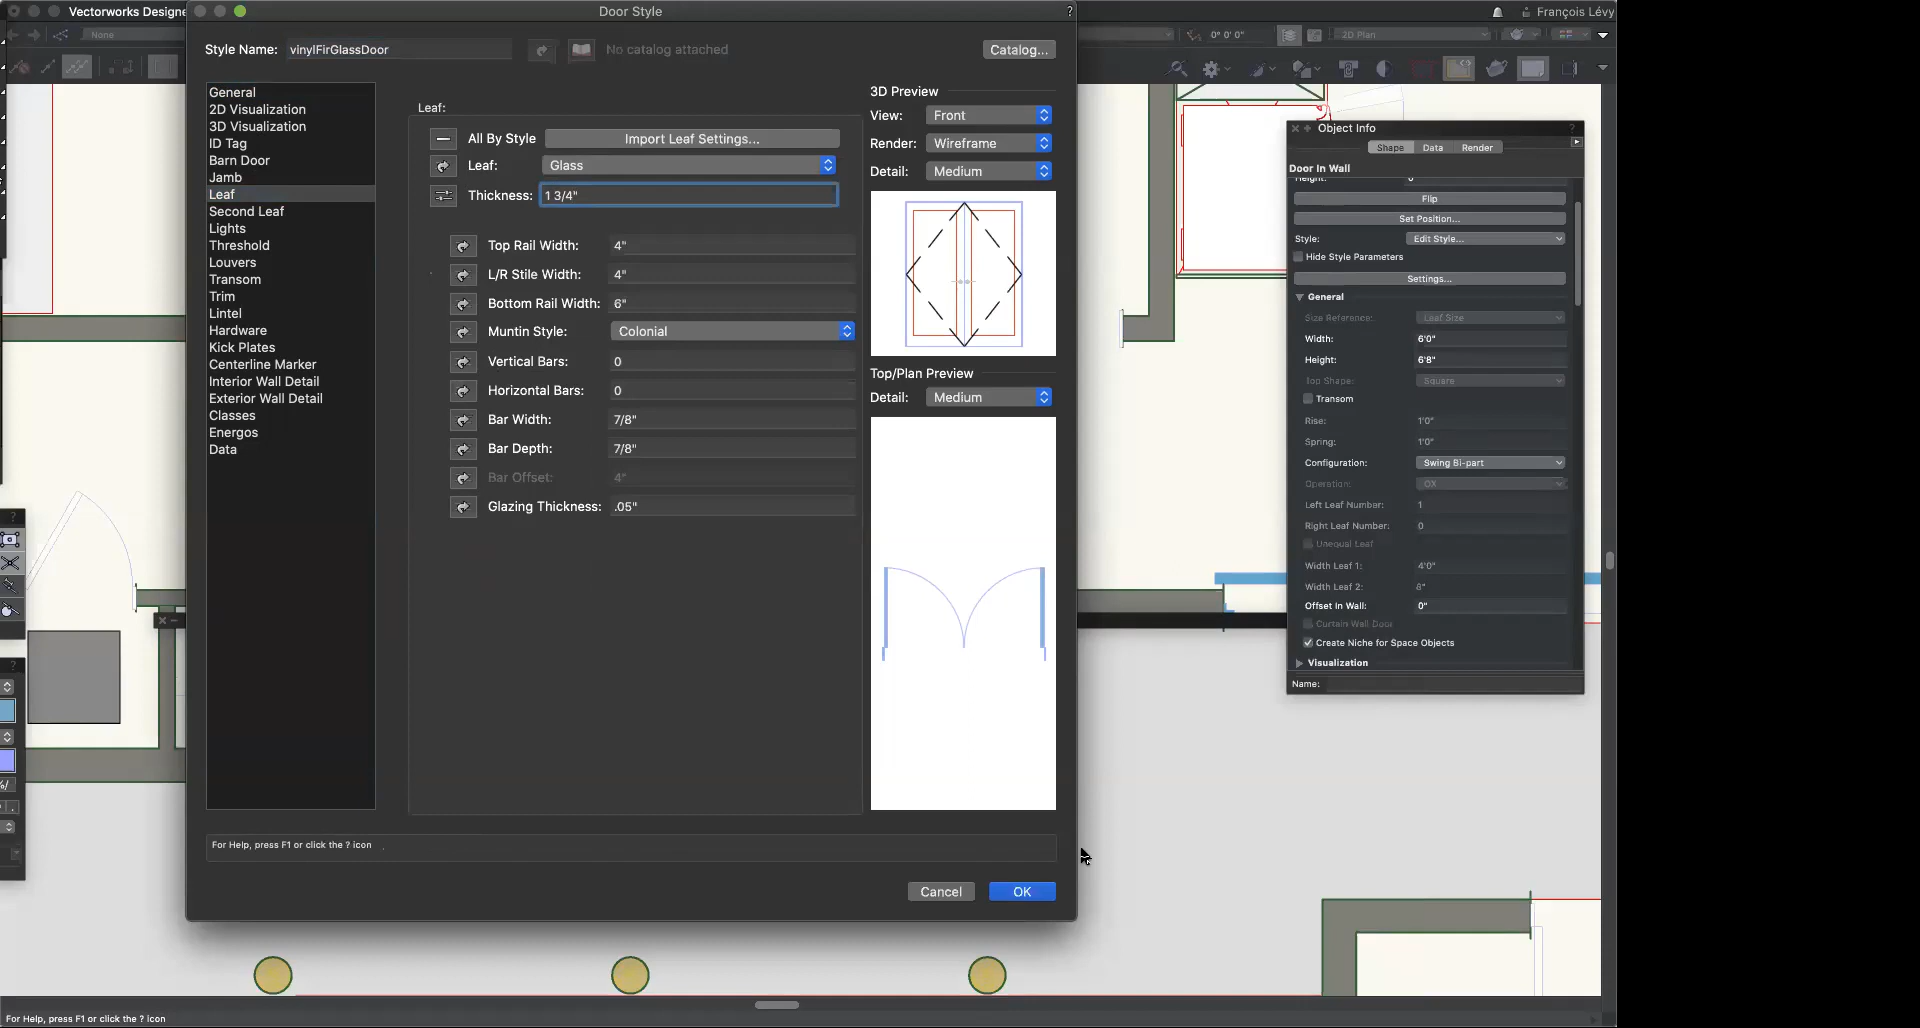 Vectorworks Designe
Door Style
?
François Lévy
None
0° 0' 0"
2D Plan
Style Name:
vinylFirGlassDoor
No catalog attached
Catalog...
General
2D Visualization
3D Visualization
ID Tag
Barn Door
Jamb
Leaf
Second Leaf
Lights
Threshold
Louvers
Transom
Trim
Lintel
Hardware
Kick Plates
Centerline Marker
Interior Wall Detail
Exterior Wall Detail
Classes
Energos
Data
Leaf:
All By Style
Import Leaf Settings...
Leaf: Glass
Thickness: 1 3/4"
Top Rail Width: 4"
L/R Stile Width: 4"
Bottom Rail Width: 6"
Muntin Style: Colonial
Vertical Bars: 0
Horizontal Bars: 0
Bar Width: 7/8"
Bar Depth: 7/8"
Bar Offset: 4"
Glazing Thickness: .05"
3D Preview
View: Front
Render: Wireframe
Detail: Medium
Top/Plan Preview
Detail: Medium
For Help, press F1 or click the ? icon
Cancel
OK
Object Info
?
Shape Data Render
Door In Wall
Height:
Flip
Set Position...
Style: Edit Style...
Hide Style Parameters
Settings...
General
Size Reference: Leaf Size
Width: 6'0"
Height: 6'8"
Top Shape: Square
Transom
Rise: 1'0"
Spring: 1'0"
Configuration: Swing Bi-part
Operation: OX
Left Leaf Number: 1
Right Leaf Number: 0
Unequal Leaf
Width Leaf 1: 4'0"
Width Leaf 2: 8"
Offset In Wall: 0"
Curtain Wall Door
Create Niche for Space Objects
Visualization
Name:
?
?
For Help, press F1 or click the ? icon